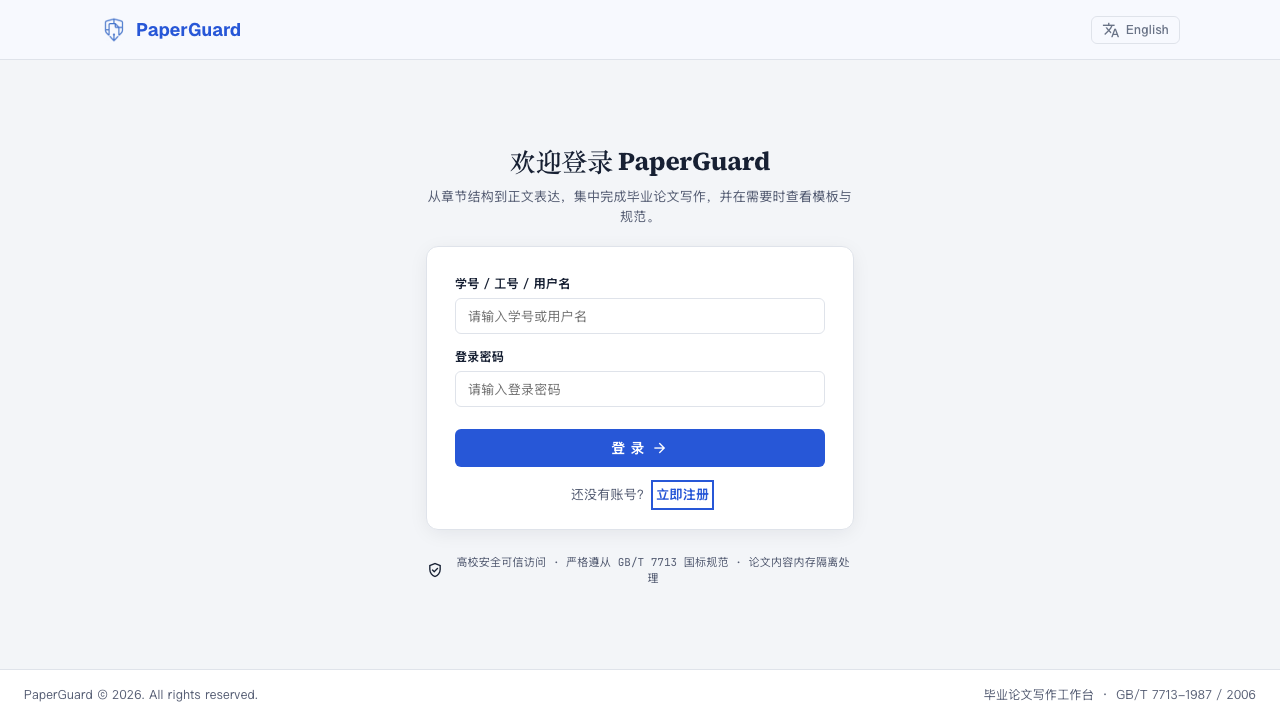 PaperGuard
English
欢迎登录 PaperGuard
从章节结构到正文表达，集中完成毕业论文写作，并在需要时查看模板与
规范。
学号 / 工号 / 用户名
请输入学号或用户名
登录密码
请输入登录密码
登 录 →
还没有账号？ 立即注册
高校安全可信访问 · 严格遵从 GB/T 7713 国标规范 · 论文内容内存隔离处
理
PaperGuard © 2026. All rights reserved.
毕业论文写作工作台 · GB/T 7713—1987 / 2006